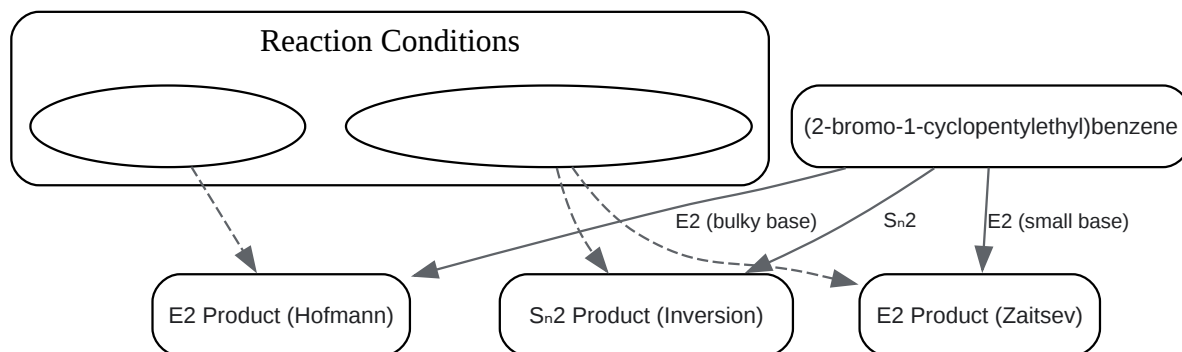 Reaction Conditions
(2-bromo-1-cyclopentylethyl)benzene
E2 (bulky base)
Sₙ2
E2 (small base)
E2 Product (Hofmann)
Sₙ2 Product (Inversion)
E2 Product (Zaitsev)